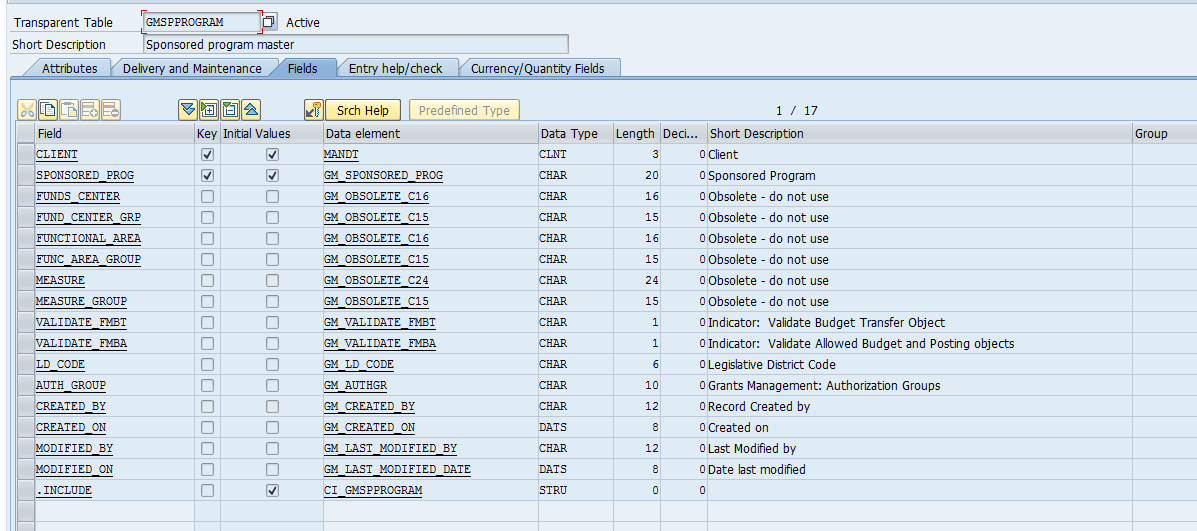 Transparent Table GMSPPROGRAM Active
Short Description Sponsored program master
Attributes Delivery and Maintenance Fields Entry help/check Currency/Quantity Fields
Srch Help Predefined Type 1 / 17
Field Key Initial Values Data element Data Type Length Deci... Short Description Group
CLIENT MANDT CLNT 3 0 Client
SPONSORED_PROG GM_SPONSORED_PROG CHAR 20 0 Sponsored Program
FUNDS_CENTER GM_OBSOLETE_C16 CHAR 16 0 Obsolete - do not use
FUND_CENTER_GRP GM_OBSOLETE_C15 CHAR 15 0 Obsolete - do not use
FUNCTIONAL_AREA GM_OBSOLETE_C16 CHAR 16 0 Obsolete - do not use
FUNC_AREA_GROUP GM_OBSOLETE_C15 CHAR 15 0 Obsolete - do not use
MEASURE GM_OBSOLETE_C24 CHAR 24 0 Obsolete - do not use
MEASURE_GROUP GM_OBSOLETE_C15 CHAR 15 0 Obsolete - do not use
VALIDATE_FMBT GM_VALIDATE_FMBT CHAR 1 0 Indicator: Validate Budget Transfer Object
VALIDATE_FMBA GM_VALIDATE_FMBA CHAR 1 0 Indicator: Validate Allowed Budget and Posting objects
LD_CODE GM_LD_CODE CHAR 6 0 Legislative District Code
AUTH_GROUP GM_AUTHGR CHAR 10 0 Grants Management: Authorization Groups
CREATED_BY GM_CREATED_BY CHAR 12 0 Record Created by
CREATED_ON GM_CREATED_ON DATS 8 0 Created on
MODIFIED_BY GM_LAST_MODIFIED_BY CHAR 12 0 Last Modified by
MODIFIED_ON GM_LAST_MODIFIED_DATE DATS 8 0 Date last modified
.INCLUDE CI_GMSPPROGRAM STRU 0 0